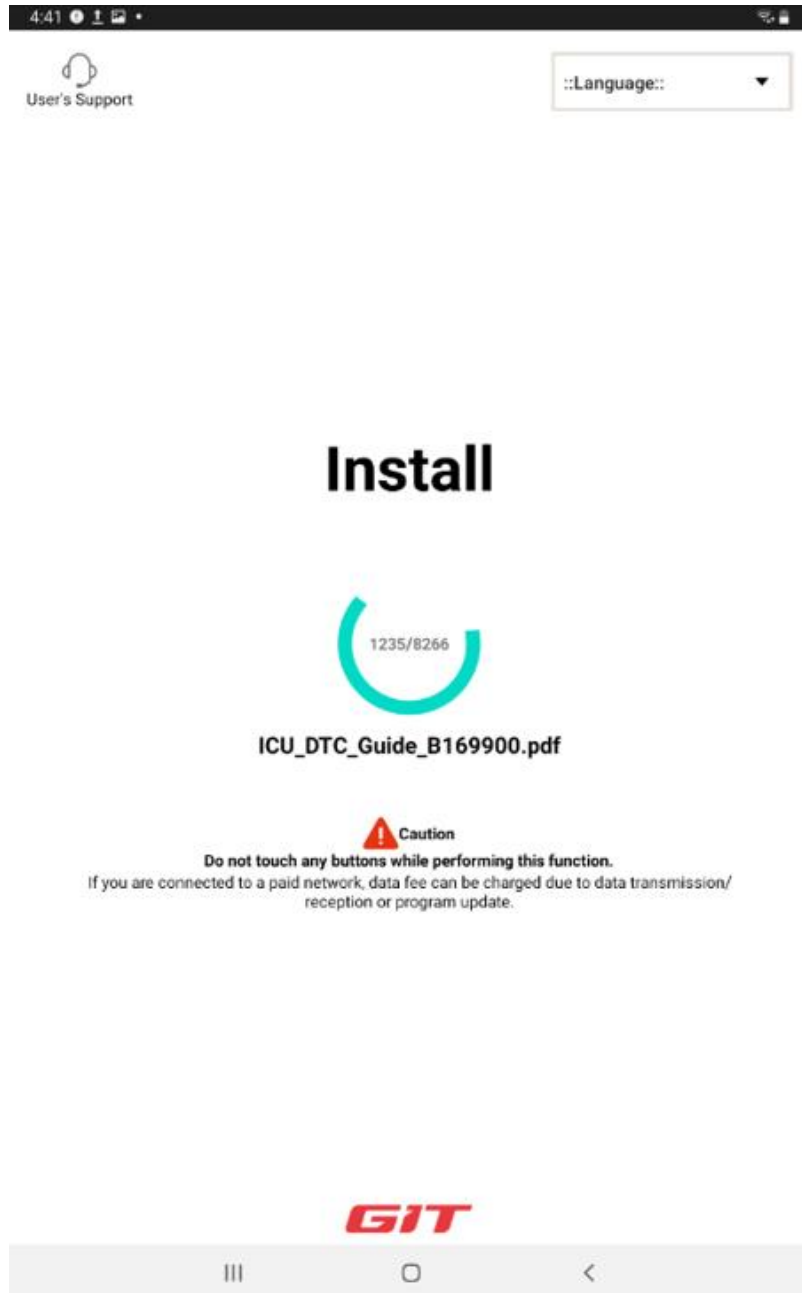 4:41
User's Support
::Language::
Install
1235/8266
ICU_DTC_Guide_B169900.pdf
Caution
Do not touch any buttons while performing this function.
If you are connected to a paid network, data fee can be charged due to data transmission/
reception or program update.
GIT